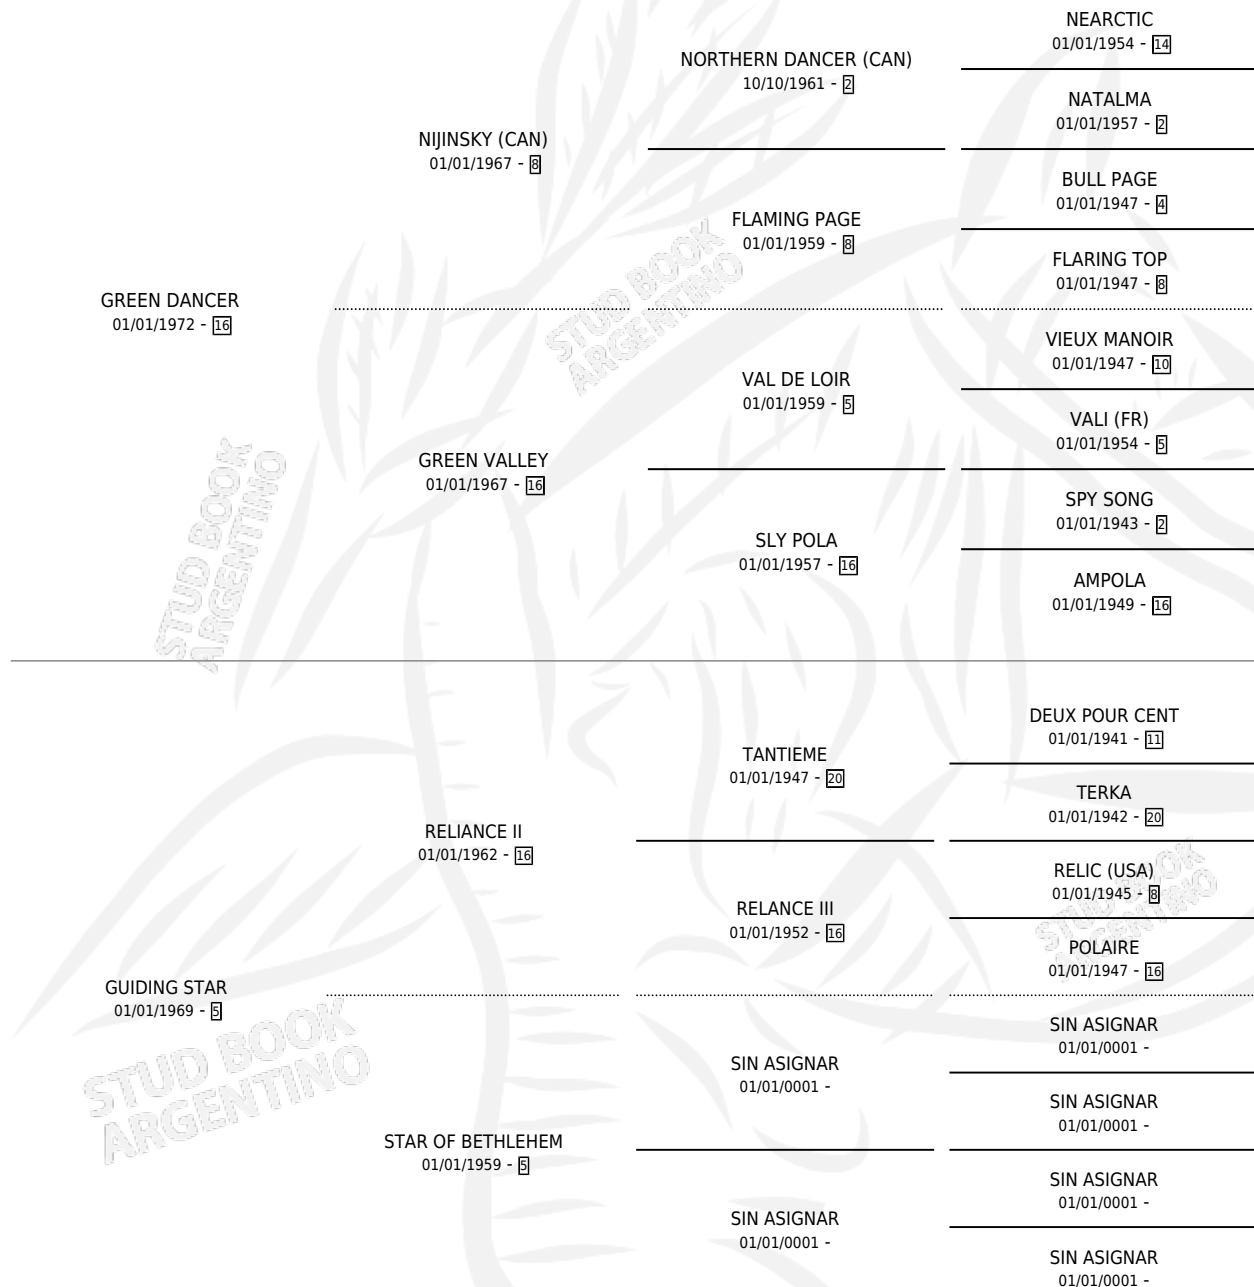 NEARCTIC
01/01/1954 - 14
NORTHERN DANCER (CAN)
10/10/1961 - 2
NATALMA
01/01/1957 - 2
NIJINSKY (CAN)
01/01/1967 - 8
BULL PAGE
01/01/1947 - 4
FLAMING PAGE
01/01/1959 - 8
FLARING TOP
01/01/1947 - 8
GREEN DANCER
01/01/1972 - 16
VIEUX MANOIR
01/01/1947 - 10
VAL DE LOIR
01/01/1959 - 5
VALI (FR)
01/01/1954 - 5
GREEN VALLEY
01/01/1967 - 16
SPY SONG
01/01/1943 - 2
SLY POLA
01/01/1957 - 16
AMPOLA
01/01/1949 - 16
DEUX POUR CENT
01/01/1941 - 11
TANTIEME
01/01/1947 - 20
TERKA
01/01/1942 - 20
RELIANCE II
01/01/1962 - 16
RELIC (USA)
01/01/1945 - 8
RELANCE III
01/01/1952 - 16
POLAIRE
01/01/1947 - 16
GUIDING STAR
01/01/1969 - 5
SIN ASIGNAR
01/01/0001 -
SIN ASIGNAR
01/01/0001 -
SIN ASIGNAR
01/01/0001 -
STAR OF BETHLEHEM
01/01/1959 - 5
SIN ASIGNAR
01/01/0001 -
SIN ASIGNAR
01/01/0001 -
SIN ASIGNAR
01/01/0001 -
STUD BOOK
ARGENTINO
STUD BOOK
ARGENTINO
STUD BOOK
ARGENTINO
STUD BOOK
ARGENTINO